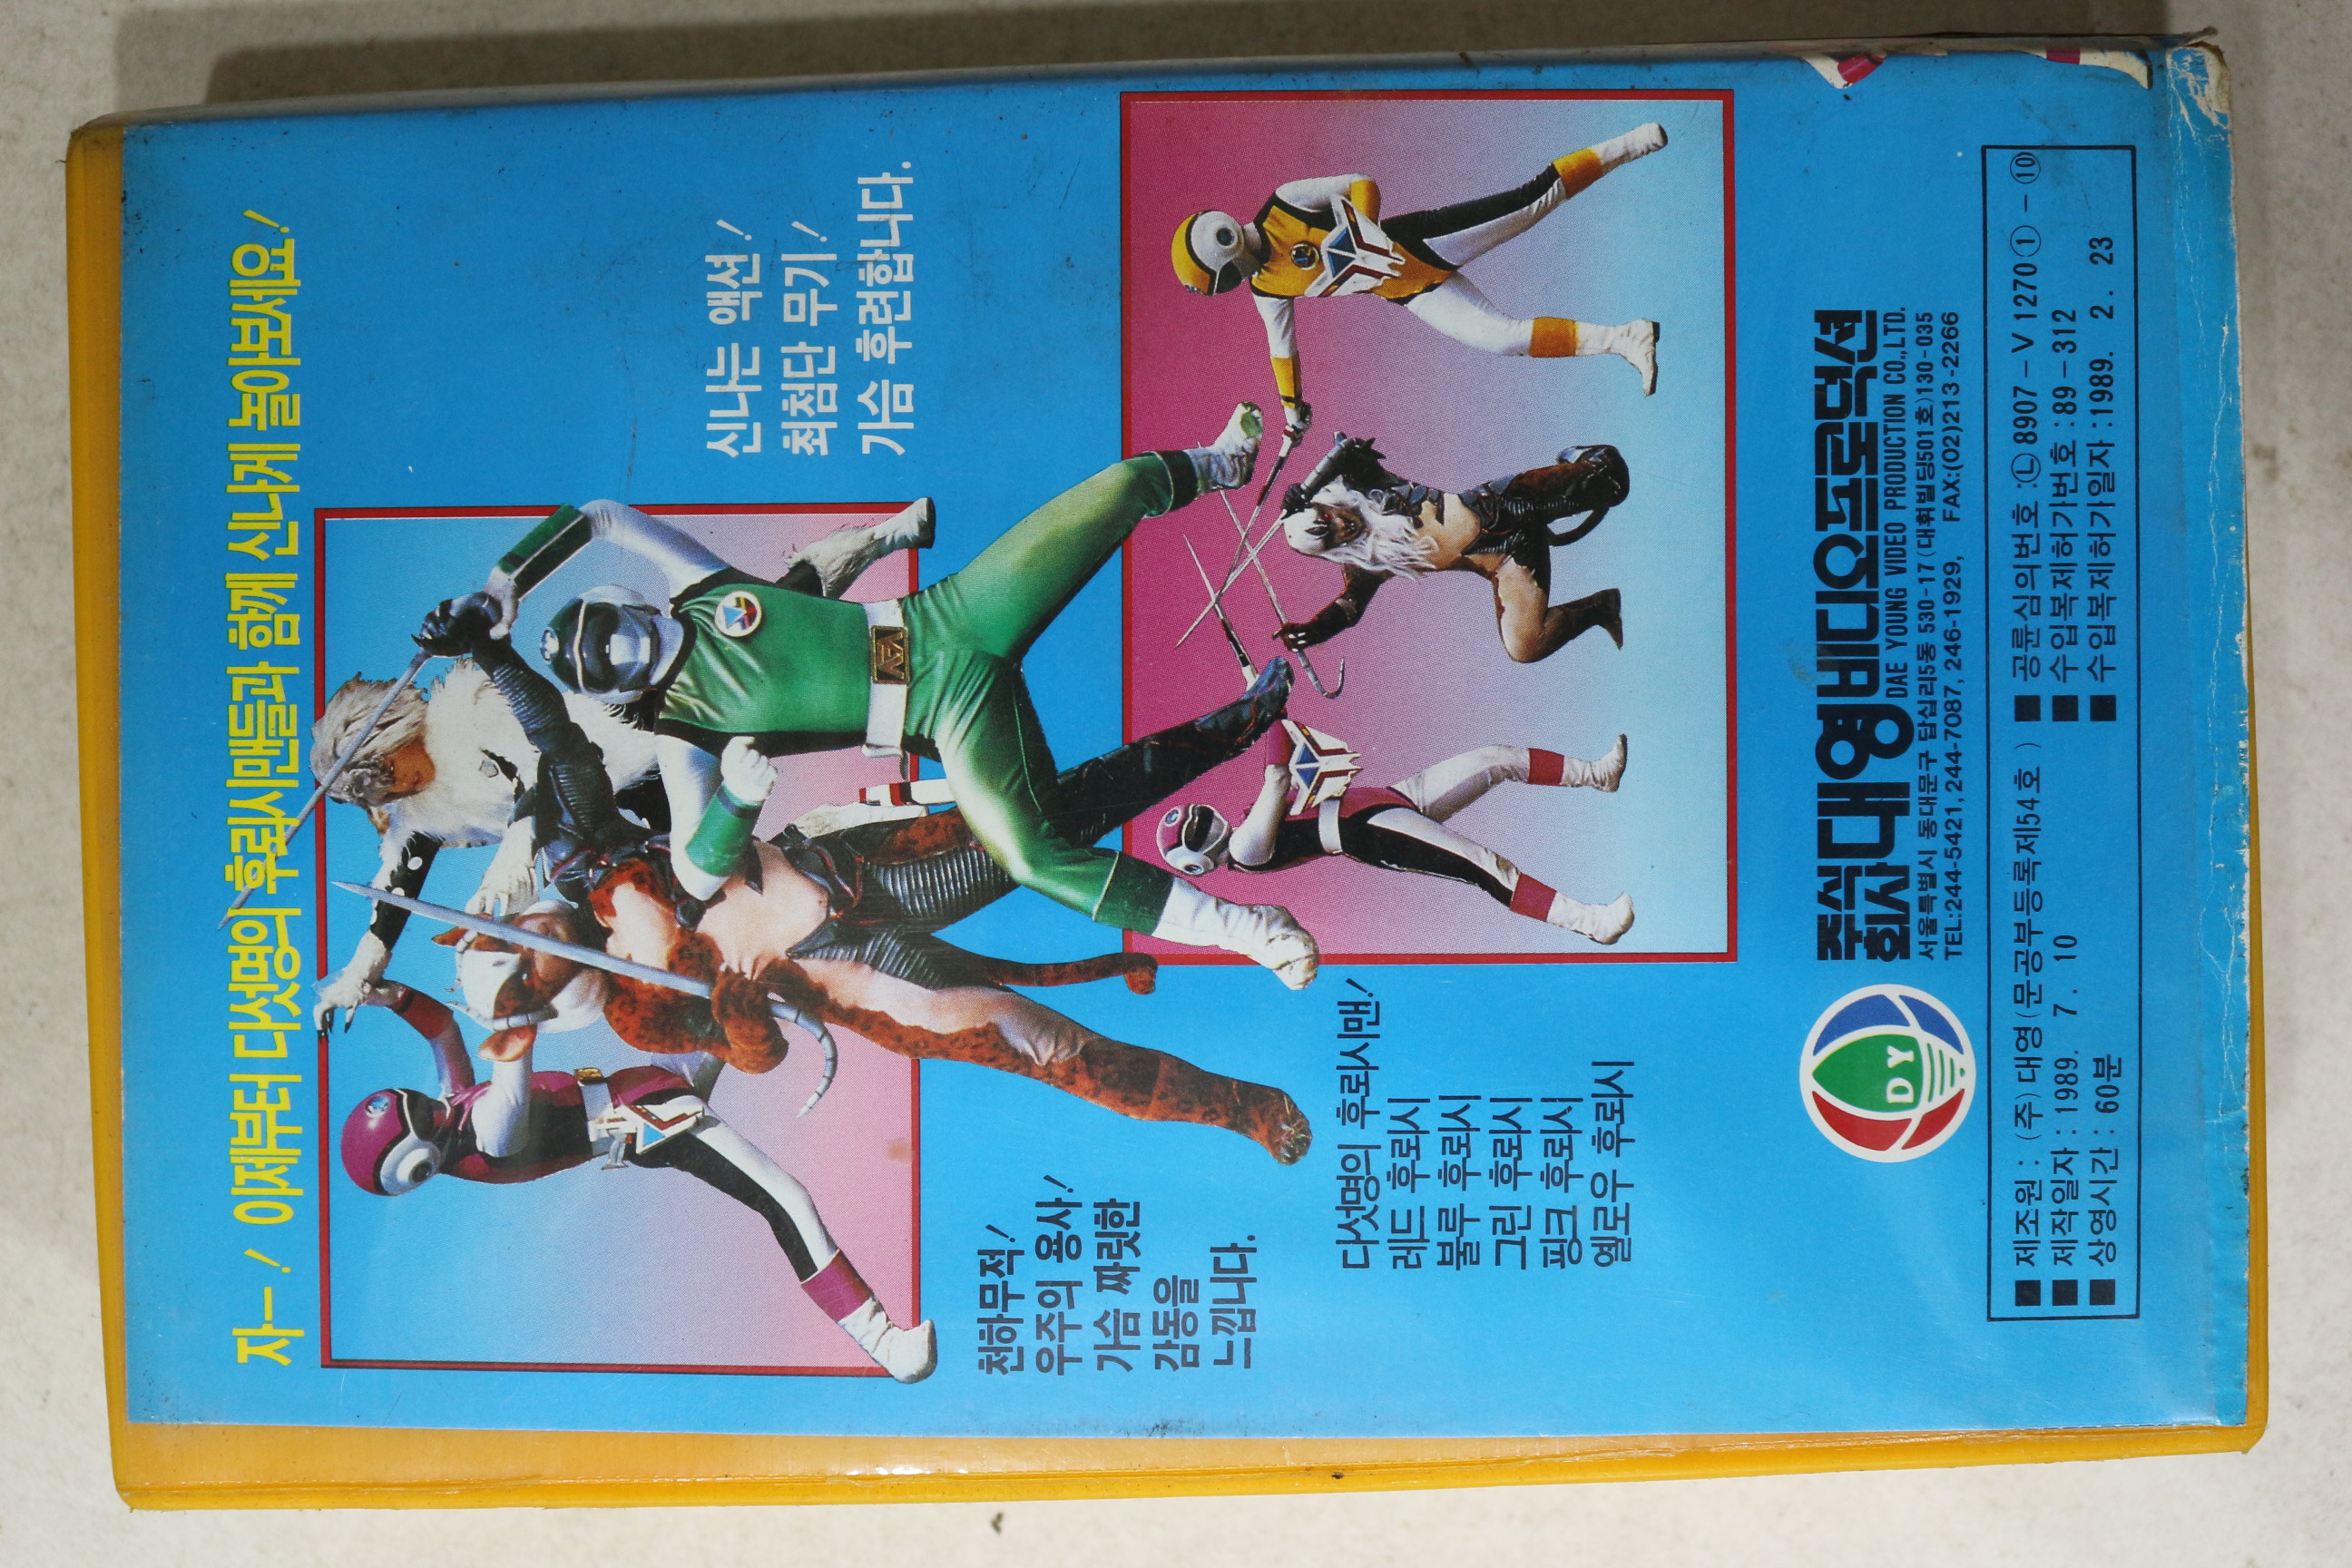 자ー! 이제부터 다섯명의 후뢰시맨들과 함께 신나게 놀아보세요!
신나는 액션!
최첨단 무기!
가슴 후련합니다.
천하무적!
우주의 용사!
가슴 짜릿한
감동을
느낍니다.
다섯명의 후뢰시맨!
레드 후뢰시
불루 후뢰시
그린 후뢰시
핑크 후뢰시
옐로우 후뢰시
DY
주식회사 대영비디오프로덕션
DAE YOUNG VIDEO PRODUCTION CO.,LTD.
서울특별시 동대문구 답십리5동 530-17(대휘빌딩501호)130-035
TEL:244-5421, 244-7087, 246-1929, FAX:(02)213-2266
■ 제조원 : (주) 대영 (문공부등록제54호) ■ 공륜심의번호 :Ⓛ 8907-V 1270①-⑩
■ 제작일자 : 1989. 7. 10 ■ 수입복제허가번호 : 89-312
■ 상영시간 : 60분 ■ 수입복제허가일자 : 1989. 2. 23